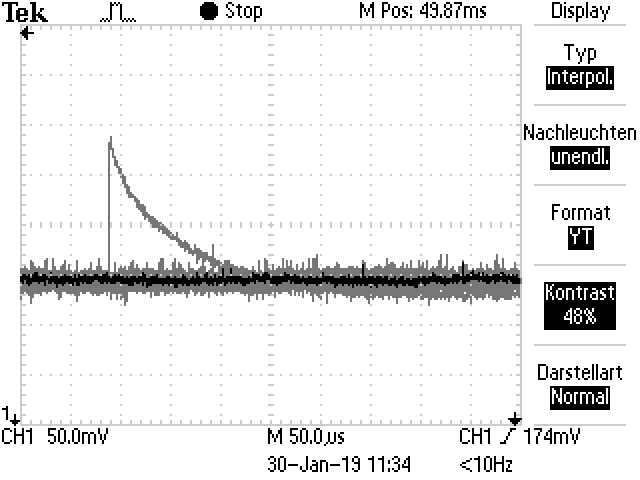 Tek Stop M Pos: 49.87ms Display
Typ
Interpol.
Nachleuchten
unendl.
Format
YT
Kontrast
48%
Darstellart
Normal
1
CH1 50.0mV M 50.0µs CH1 174mV
30-Jan-19 11:34 <10Hz